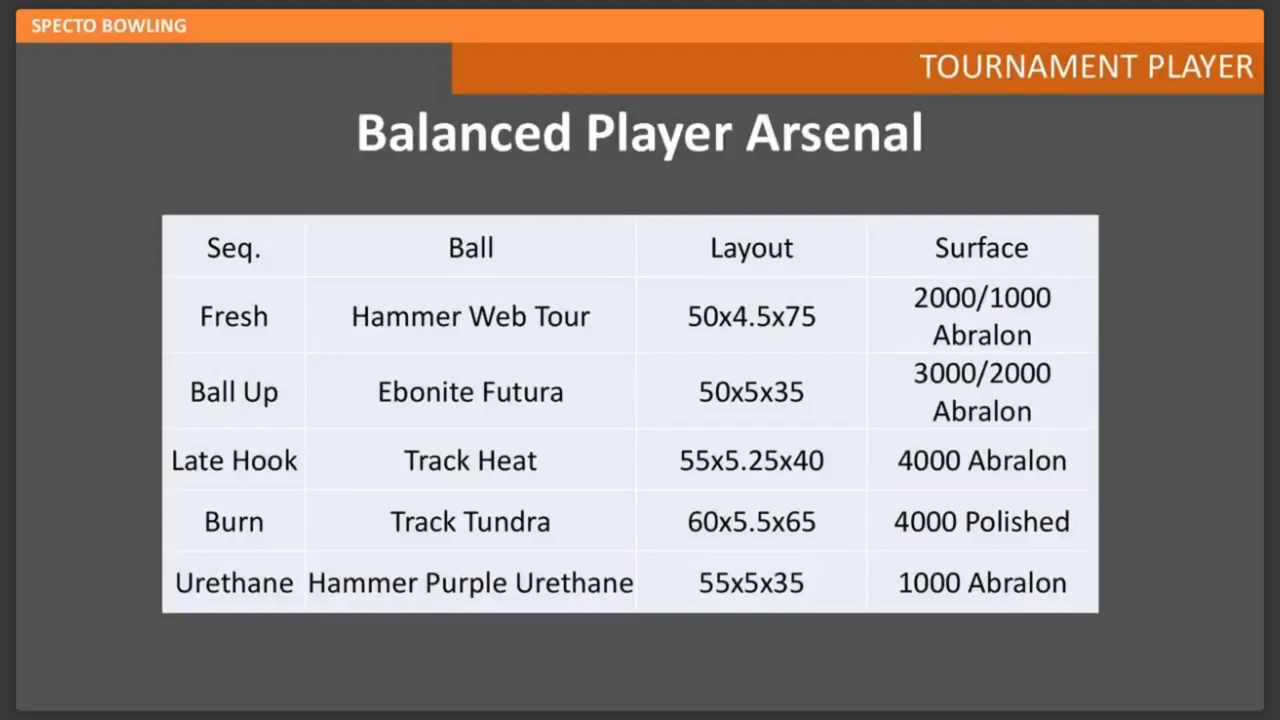 SPECTO BOWLING
TOURNAMENT PLAYER
Balanced Player Arsenal
Seq. Ball Layout Surface
Fresh Hammer Web Tour 50x4.5x75 2000/1000
Abralon
Ball Up Ebonite Futura 50x5x35 3000/2000
Abralon
Late Hook Track Heat 55x5.25x40 4000 Abralon
Burn Track Tundra 60x5.5x65 4000 Polished
Urethane Hammer Purple Urethane 55x5x35 1000 Abralon